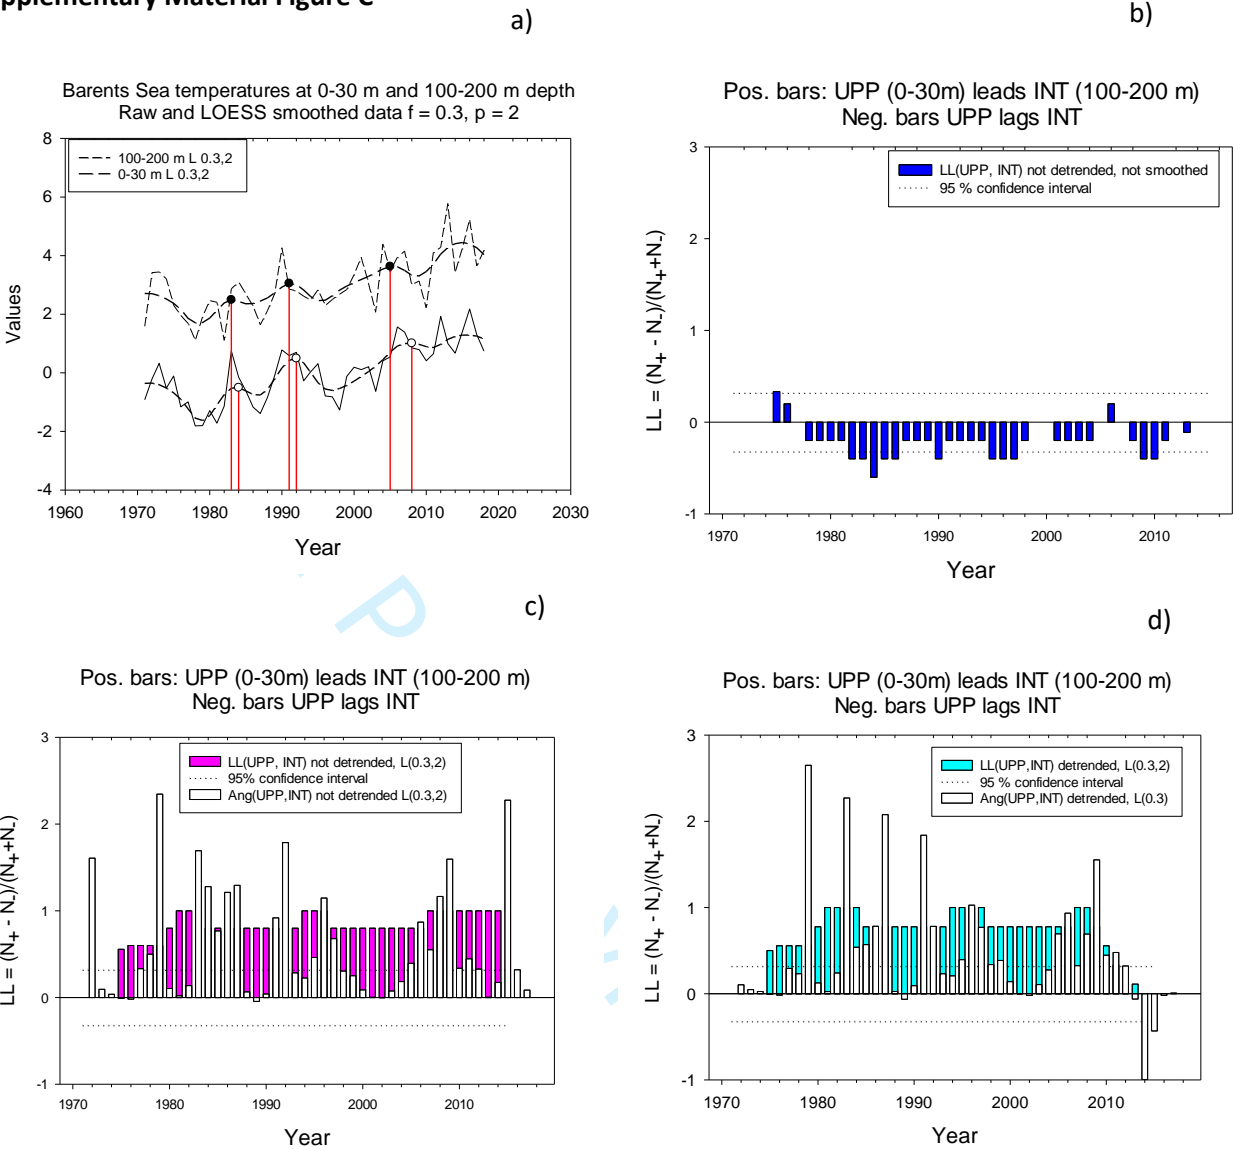 pplementary Material Figure C
a)
Barents Sea temperatures at 0-30 m and 100-200 m depth
Raw and LOESS smoothed data f = 0.3, p = 2
100-200 m L 0.3,2
0-30 m L 0.3,2
Values
8
6
4
2
0
-2
-4
1960 1970 1980 1990 2000 2010 2020 2030
Year
b)
Pos. bars: UPP (0-30m) leads INT (100-200 m)
Neg. bars UPP lags INT
LL(UPP, INT) not detrended, not smoothed
95 % confidence interval
LL = (N+ - N-)/(N++N-)
3
2
1
0
-1
1970 1980 1990 2000 2010
Year
c)
Pos. bars: UPP (0-30m) leads INT (100-200 m)
Neg. bars UPP lags INT
LL(UPP, INT) not detrended, L(0.3,2)
95% confidence interval
Ang(UPP,INT) not detrended L(0.3,2)
LL = (N+ - N-)/(N++N-)
3
2
1
0
-1
1970 1980 1990 2000 2010
Year
d)
Pos. bars: UPP (0-30m) leads INT (100-200 m)
Neg. bars UPP lags INT
LL(UPP,INT) detrended, L(0.3,2)
95 % confidence interval
Ang(UPP,INT) detrended, L(0.3)
LL = (N+ - N-)/(N++N-)
3
2
1
0
-1
1970 1980 1990 2000 2010
Year